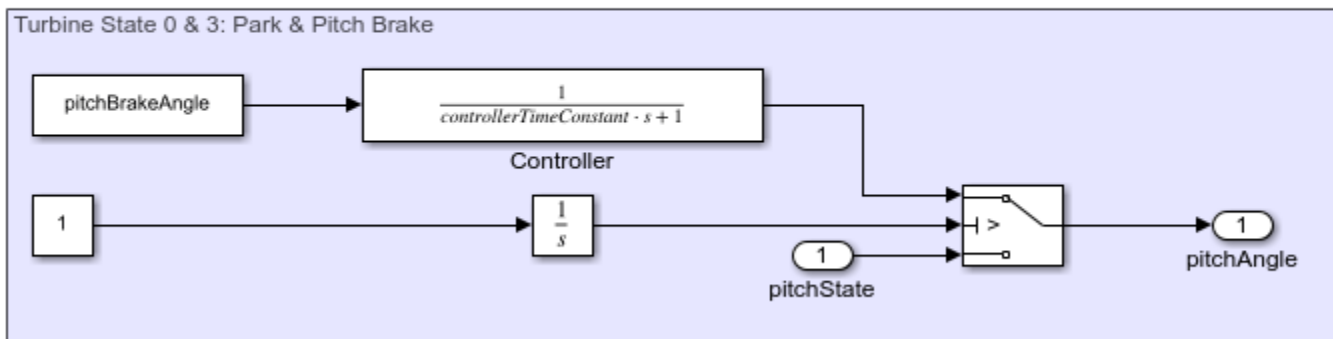 Turbine State 0 & 3: Park & Pitch Brake
pitchBrakeAngle
1
controllerTimeConstant · s + 1
Controller
1
1
s
>
1
pitchState
1
pitchAngle